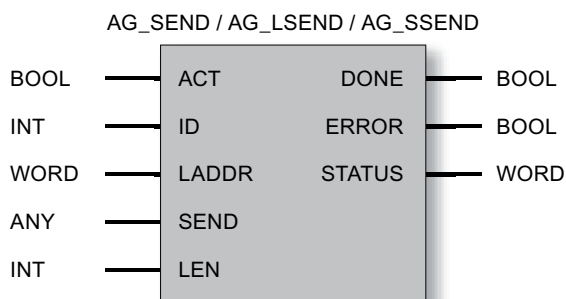 AG_SEND / AG_LSEND / AG_SSEND
BOOL ACT DONE BOOL
INT ID ERROR BOOL
WORD LADDR STATUS WORD
ANY SEND
INT LEN